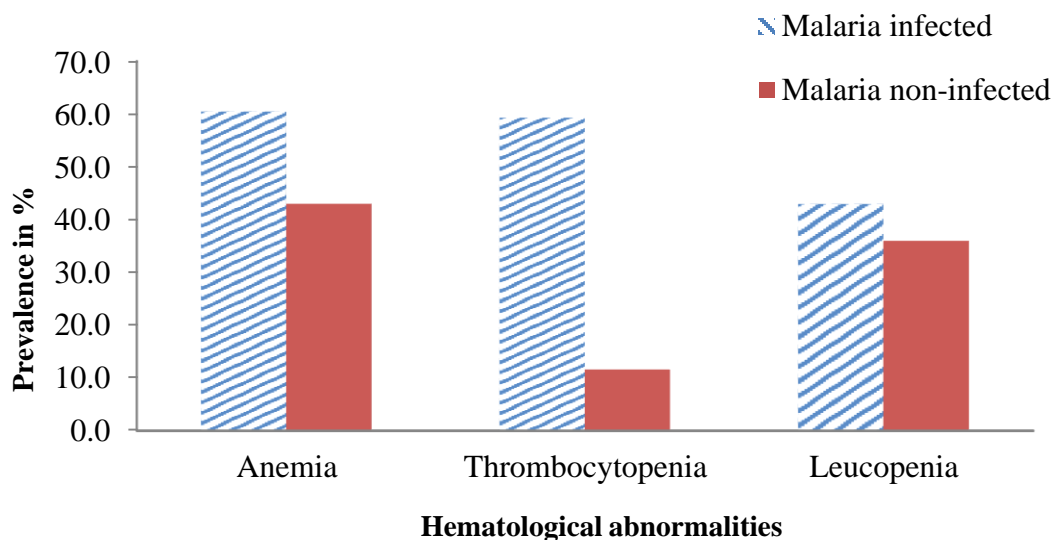 Malaria infected
Malaria non-infected
70.0
60.0
50.0
40.0
30.0
20.0
10.0
0.0
Prevalence in %
Anemia Thrombocytopenia Leucopenia
Hematological abnormalities